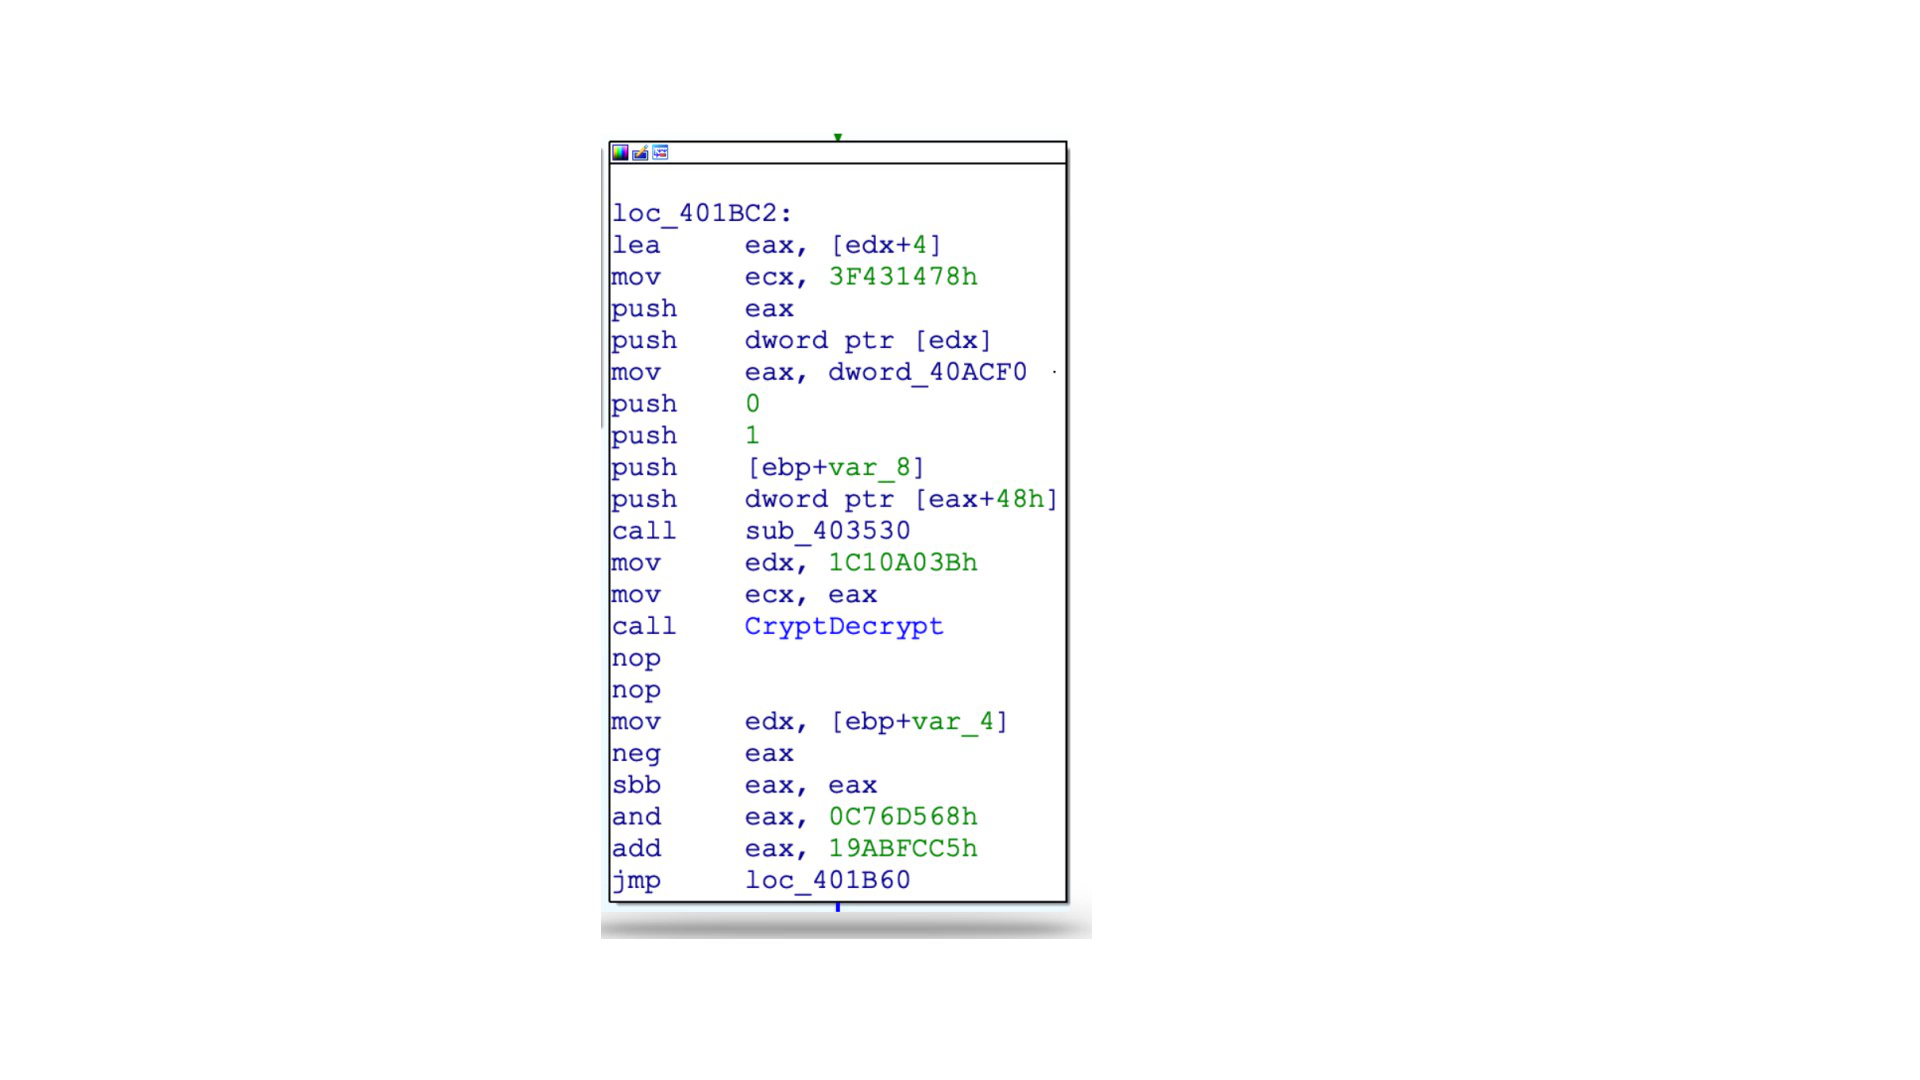 loc_401BC2:
lea eax, [edx+4]
mov ecx, 3F431478h
push eax
push dword ptr [edx]
mov eax, dword_40ACF0
push 0
push 1
push [ebp+var_8]
push dword ptr [eax+48h]
call sub_403530
mov edx, 1C10A03Bh
mov ecx, eax
call CryptDecrypt
nop
nop
mov edx, [ebp+var_4]
neg eax
sbb eax, eax
and eax, 0C76D568h
add eax, 19ABFCC5h
jmp loc_401B60